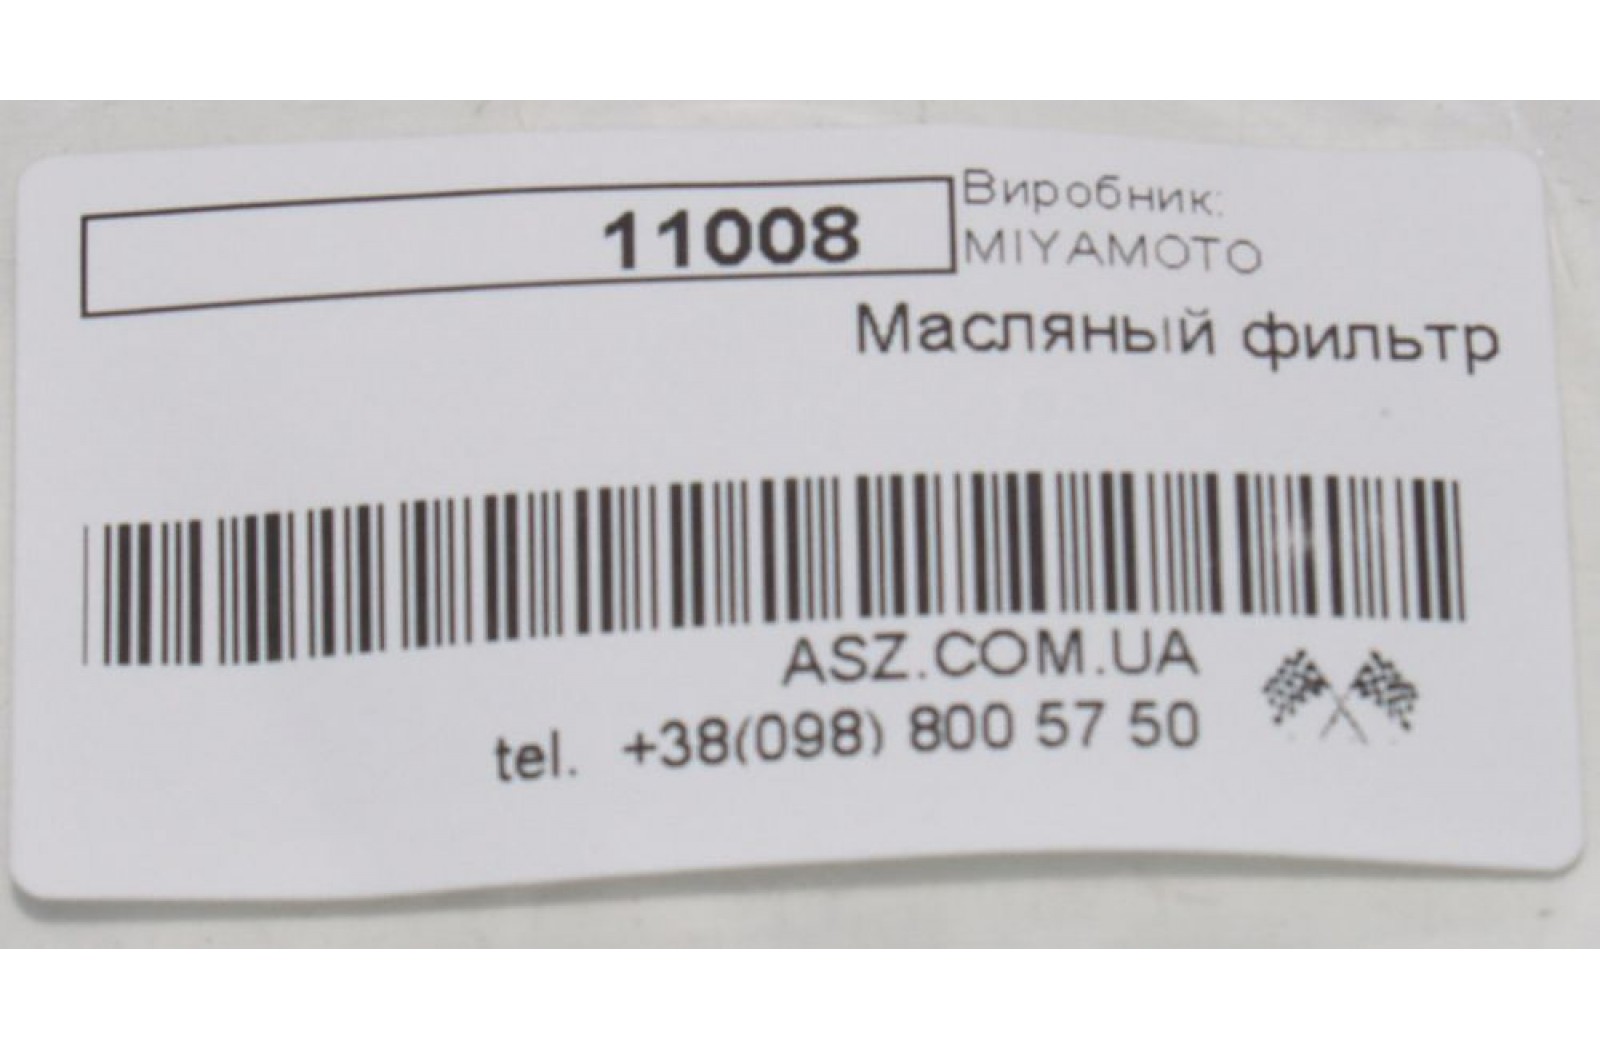 11008
Виробник:
MIYAMOTO
Масляный фильтр
ASZ.COM.UA
tel. +38(098) 800 57 50